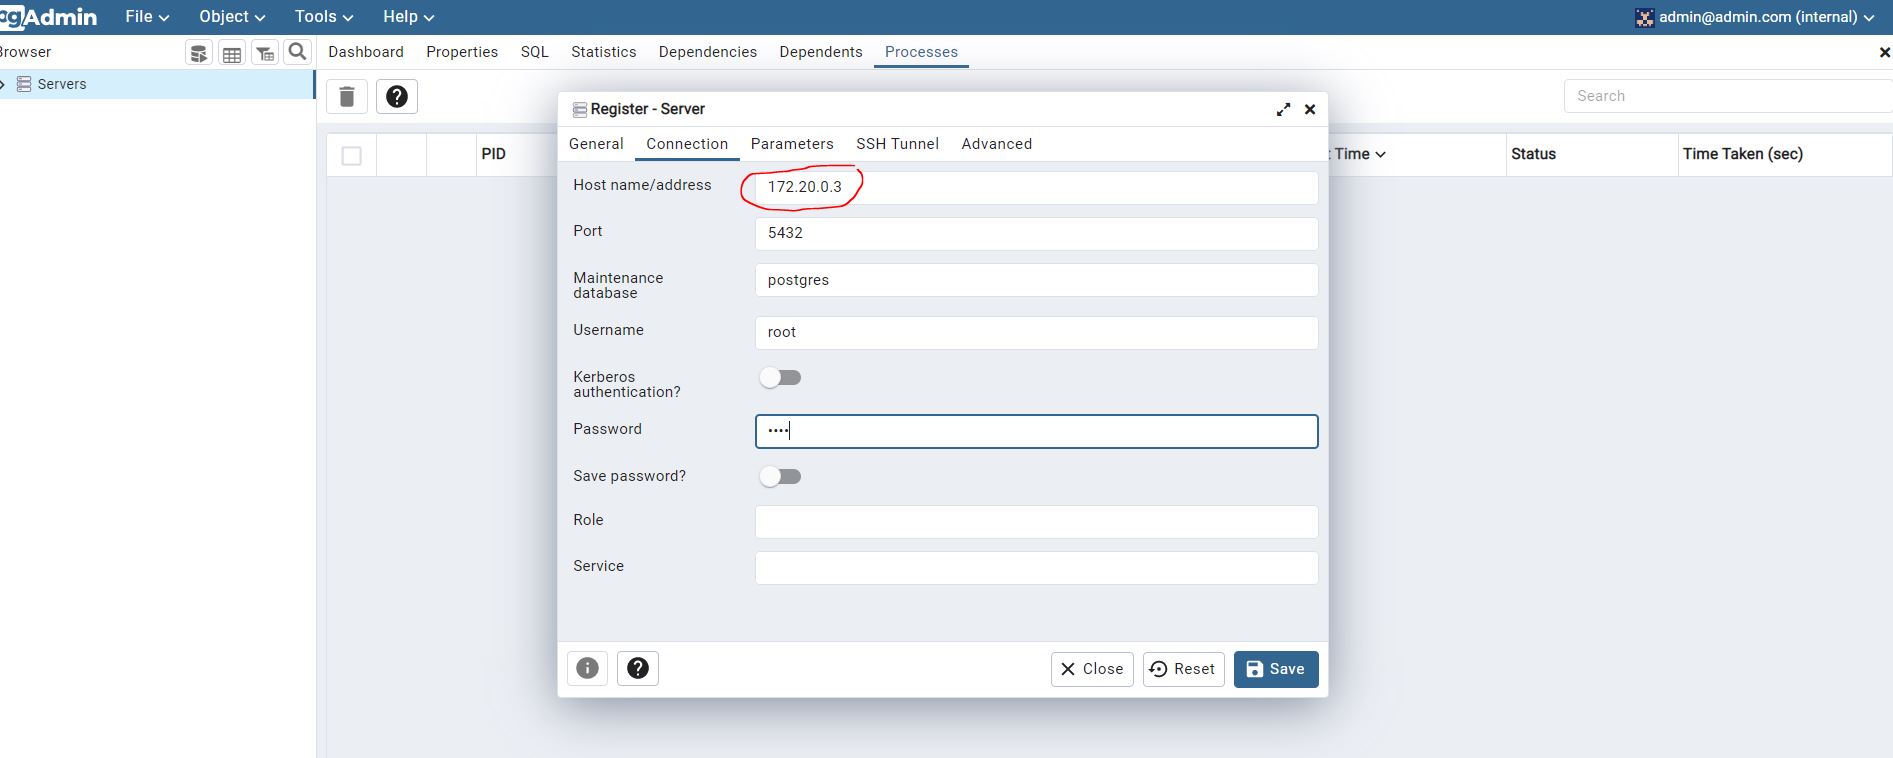 pgAdmin File Object Tools Help admin@admin.com (internal)
Browser Dashboard Properties SQL Statistics Dependencies Dependents Processes
Servers
Search
PID Time Status Time Taken (sec)
Register - Server
General Connection Parameters SSH Tunnel Advanced
Host name/address 172.20.0.3
Port 5432
Maintenance
database
postgres
Username root
Kerberos
authentication?
Password ••••
Save password?
Role
Service
Close Reset Save